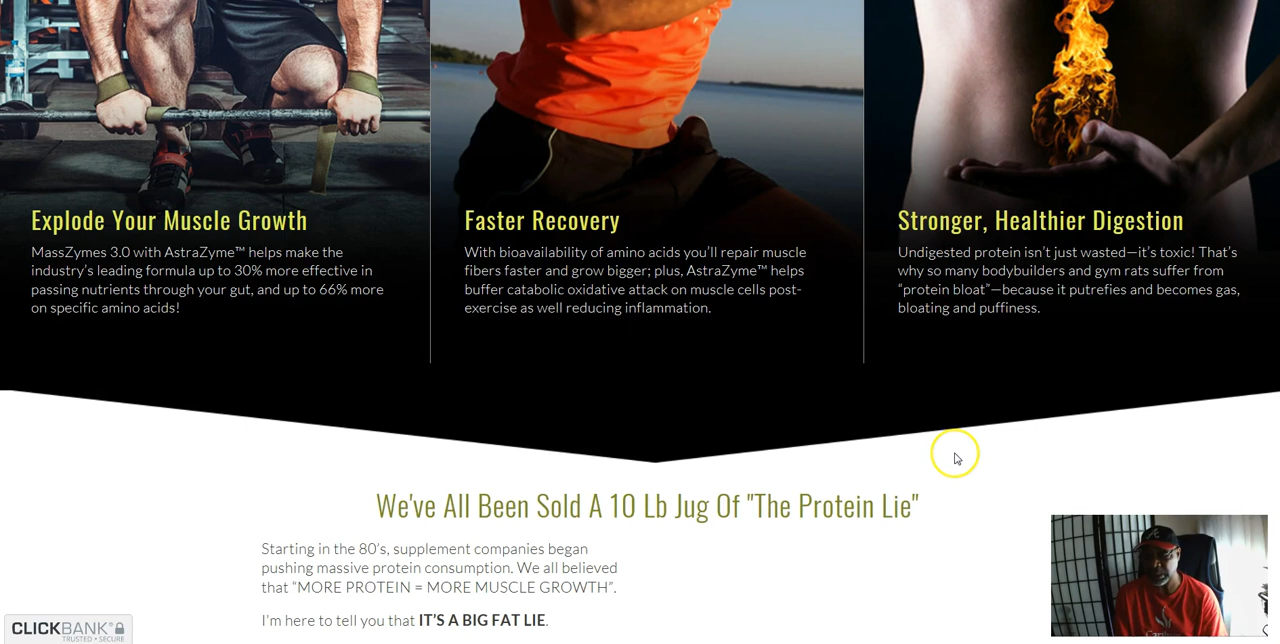 Explode Your Muscle Growth
MassZymes 3.0 with AstraZyme™ helps make the
industry’s leading formula up to 30% more effective in
passing nutrients through your gut, and up to 66% more
on specific amino acids!
Faster Recovery
With bioavailability of amino acids you’ll repair muscle
fibers faster and grow bigger; plus, AstraZyme™ helps
buffer catabolic oxidative attack on muscle cells post-
exercise as well reducing inflammation.
Stronger, Healthier Digestion
Undigested protein isn’t just wasted—it’s toxic! That’s
why so many bodybuilders and gym rats suffer from
“protein bloat”—because it putrefies and becomes gas,
bloating and puffiness.
We've All Been Sold A 10 Lb Jug Of "The Protein Lie"
Starting in the 80’s, supplement companies began
pushing massive protein consumption. We all believed
that “MORE PROTEIN = MORE MUSCLE GROWTH”.
I’m here to tell you that IT’S A BIG FAT LIE.
CLICKBANK®
TRUSTED • SECURE